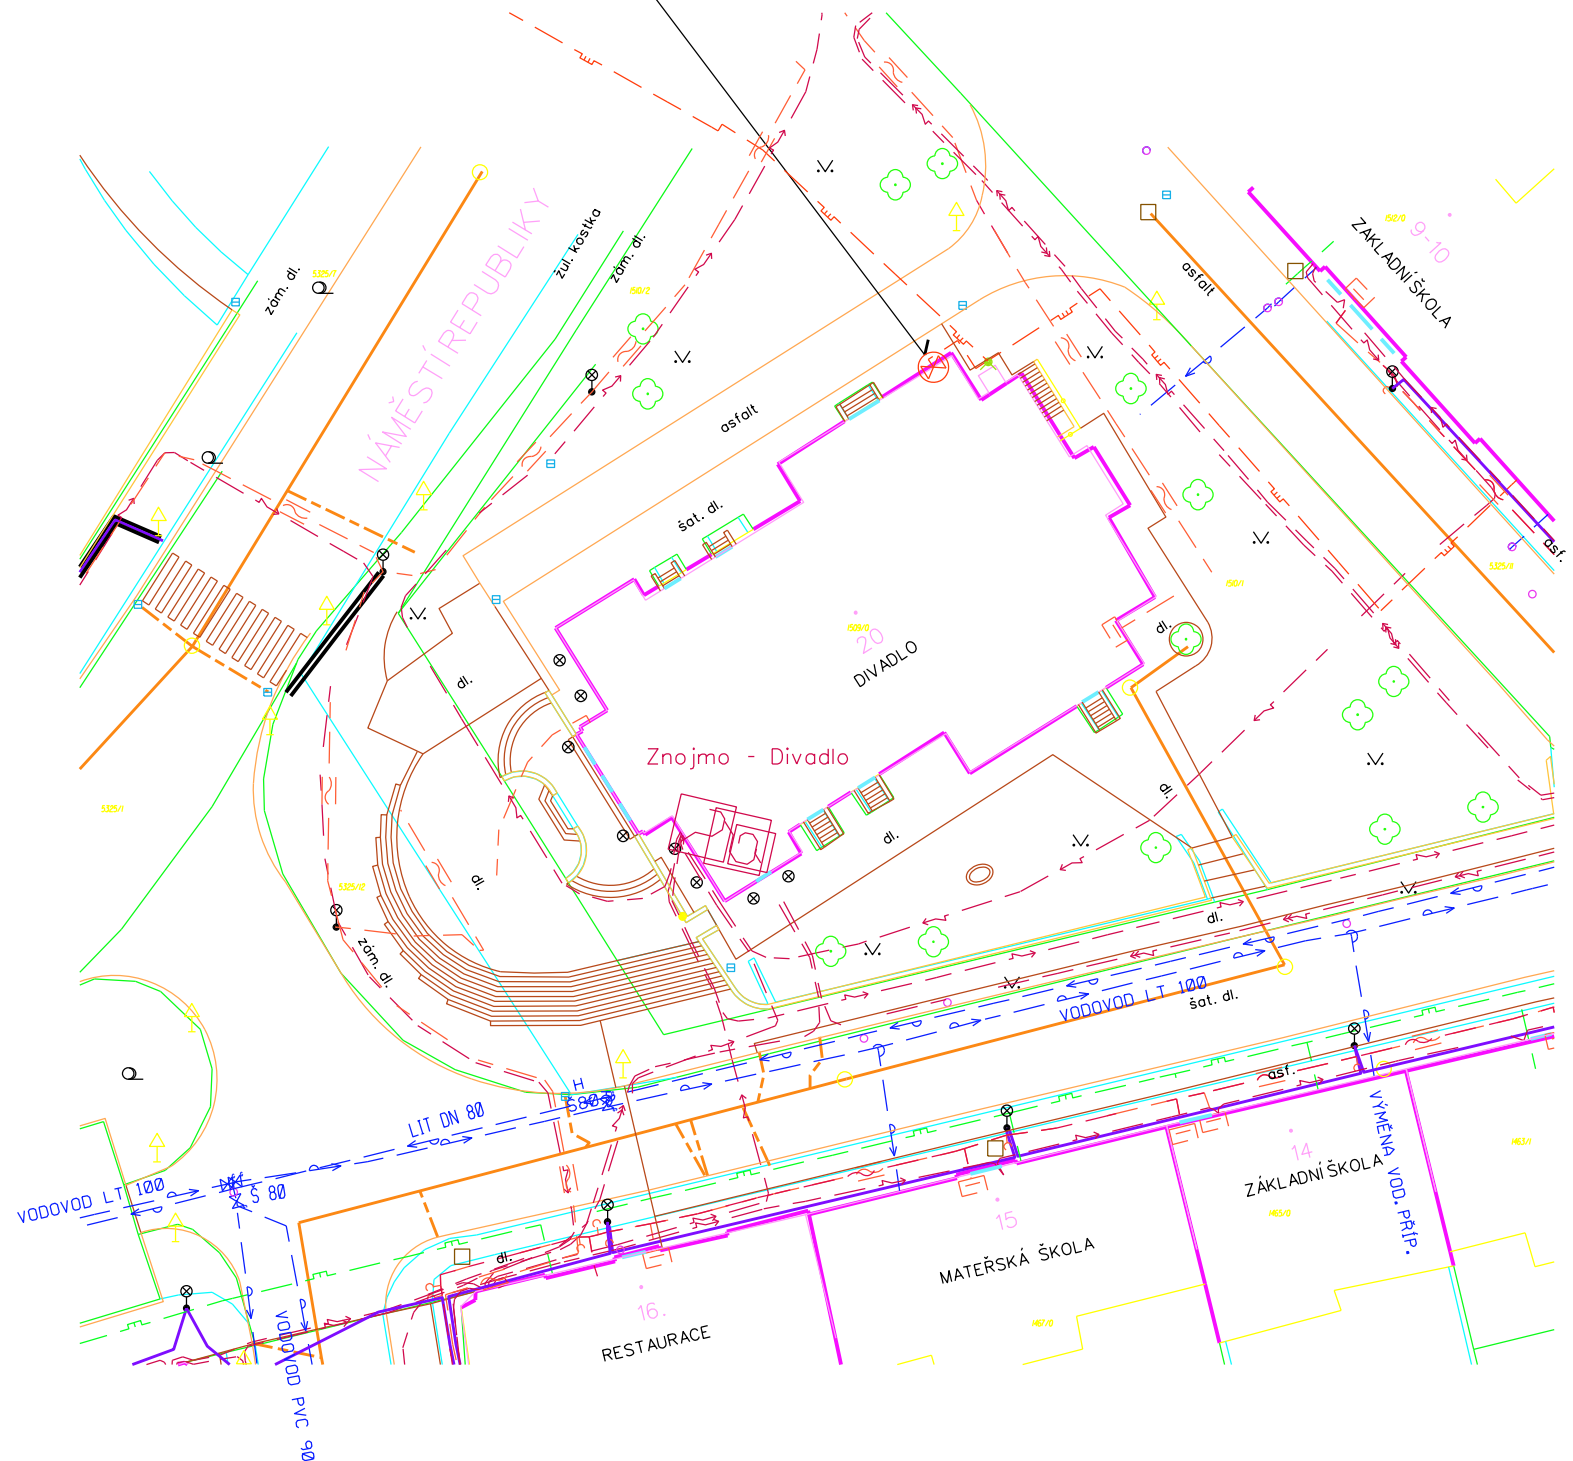 ZÁKLADNÍ ŠKOLA
9-10
asfalt
NÁMĚSTÍ REPUBLIKY
žul. kostka
zám. dl.
zám. dl.
asfalt
šat. dl.
asf.
20
DIVADLO
dl.
dl.
Znojmo - Divadlo
dl.
dl.
dl.
zám. dl.
dl.
VODOVOD LT 100
šat. dl.
H
Š80
LIT DN 80
asf.
VÝMĚNA VOD. PŘÍP.
VODOVOD LT 100
Š 80
14
ZÁKLADNÍ ŠKOLA
15
MATEŘSKÁ ŠKOLA
dl.
16.
RESTAURACE
VODOVOD PVC 90